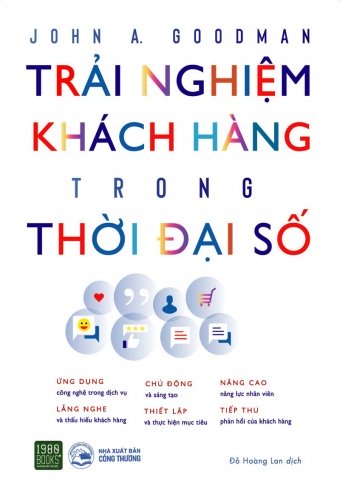 JOHN A. GOODMAN
TRẢI NGHIỆM
KHÁCH HÀNG
TRONG
THỜI ĐẠI SỐ
ỨNG DỤNG
công nghệ trong dịch vụ
CHỦ ĐỘNG
và sáng tạo
NÂNG CAO
năng lực nhân viên
LẮNG NGHE
và thấu hiểu khách hàng
THIẾT LẬP
và thực hiện mục tiêu
TIẾP THU
phản hồi của khách hàng
1980
BOOKS
NHÀ XUẤT BẢN
CÔNG THƯƠNG
Đỗ Hoàng Lan dịch